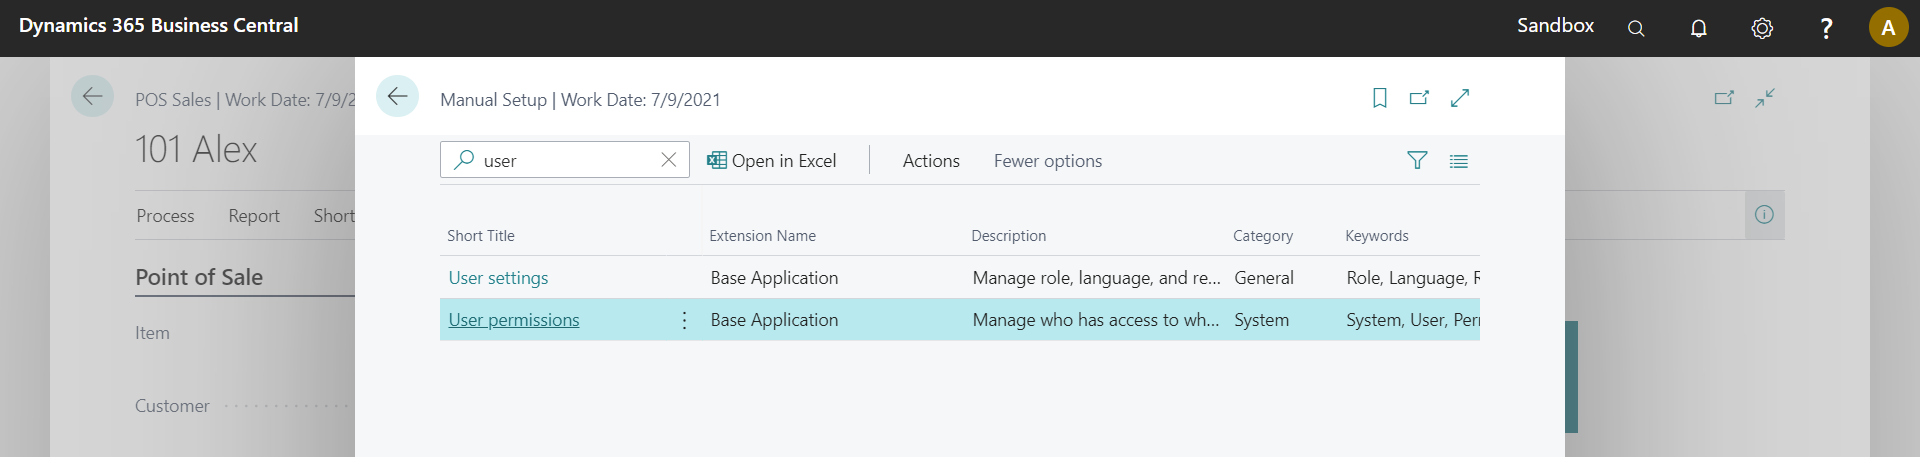 Dynamics 365 Business Central
Sandbox
?
A
POS Sales | Work Date: 7/9/2
101 Alex
Process Report Short
Point of Sale
Item
Customer
Manual Setup | Work Date: 7/9/2021
user Open in Excel Actions Fewer options
Short Title Extension Name Description Category Keywords
User settings Base Application Manage role, language, and re... General Role, Language, R
User permissions Base Application Manage who has access to wh... System System, User, Per